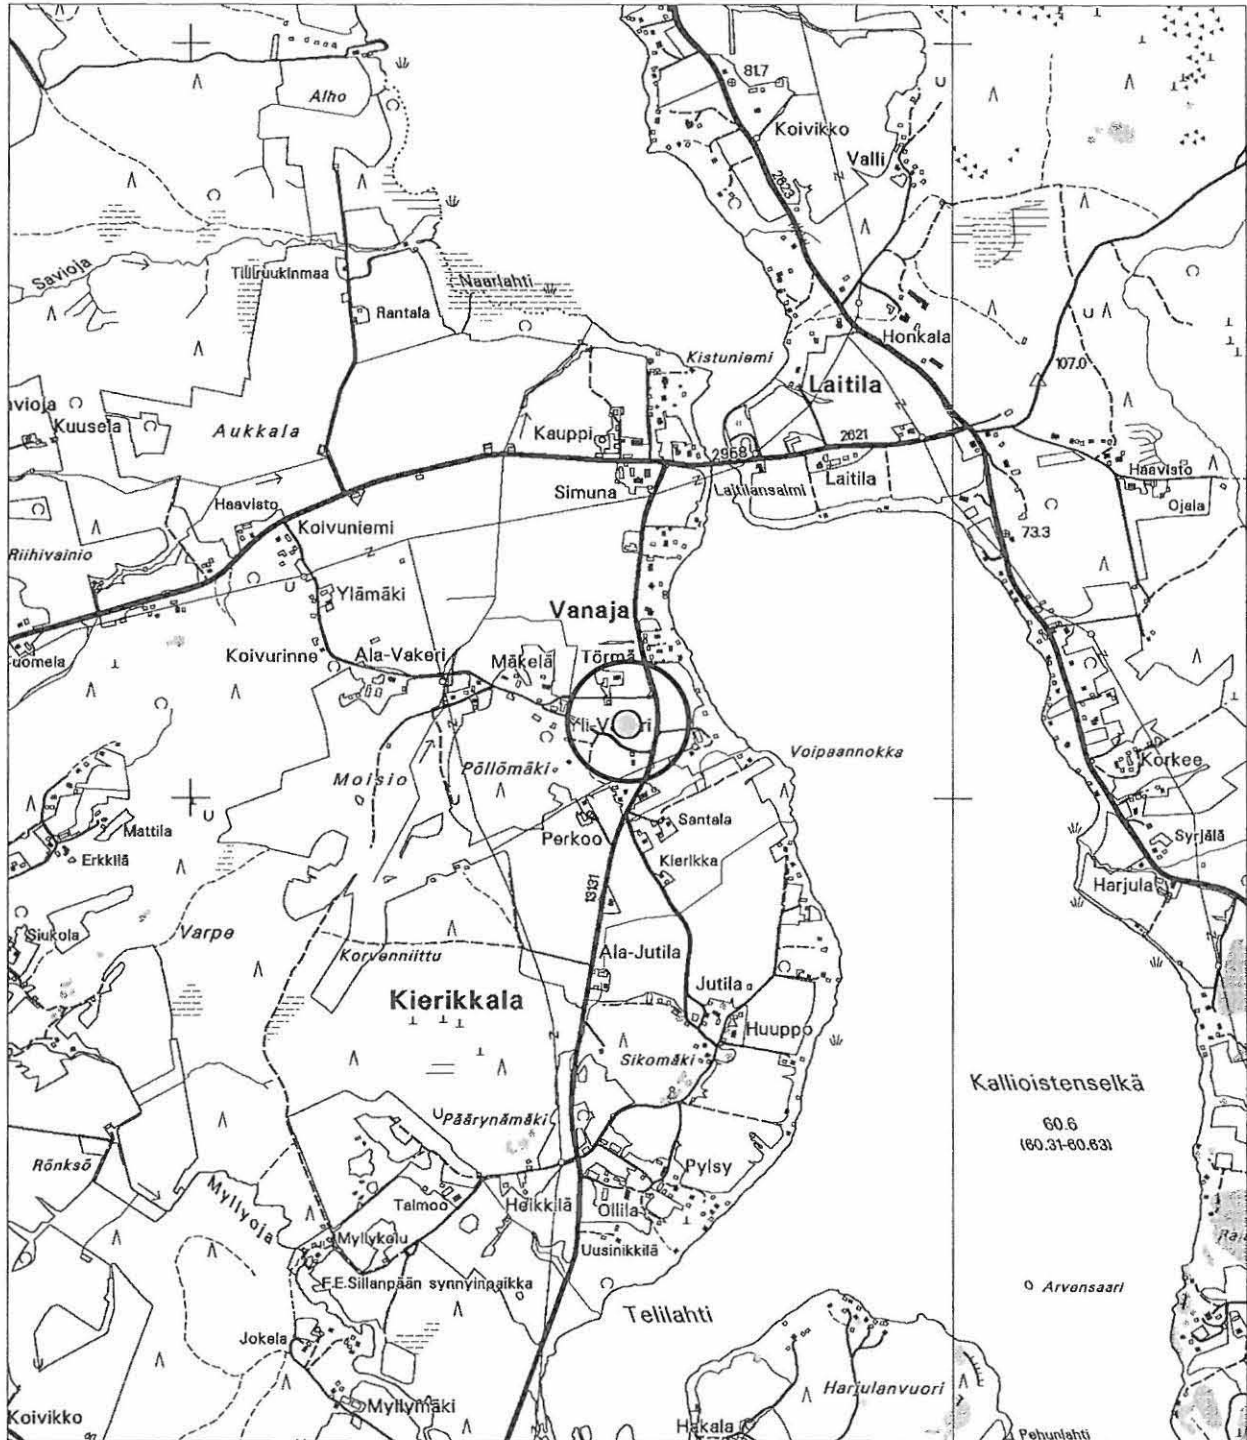 81.7
Alho
Koivikko
Valli
2623
Savioja
Tiiliruukinmaa
Naarlahti
Rantala
Honkala
Kistuniemi
107.0
Laitila
Kuusela
Aukkala
Kauppi
2621
2968
Haavisto
Simuna
Laitilansalmi
Laitila
Haavisto
Ojala
Koivuniemi
73.3
Riihivainio
Ylämäki
Vanaja
Koivurinne
Ala-Vakeri
Mäkelä
Törmä
Voipaannokka
Moisio
Pöllömäki
Korkee
Mattila
Perkoo
Santala
Syrjälä
Erkkilä
Kierikka
Harjula
13131
Siukola
Varpe
Korvenniittu
Ala-Jutila
Kierikkala
Jutila
Huuppo
Sikomäki
Kallioistenselkä
60.6
(60.31-60.63)
Päärynämäki
Rönksö
Pylsy
Myllyoja
Talmoo
Heikkilä
Ollila
Myllykolu
Uusinikkilä
F.E.Sillanpään synnyinpaikka
Arvonsaari
Telilahti
Jokela
Harjulanvuori
Myllymäki
Koivikko
Hakala
Pehunlahti